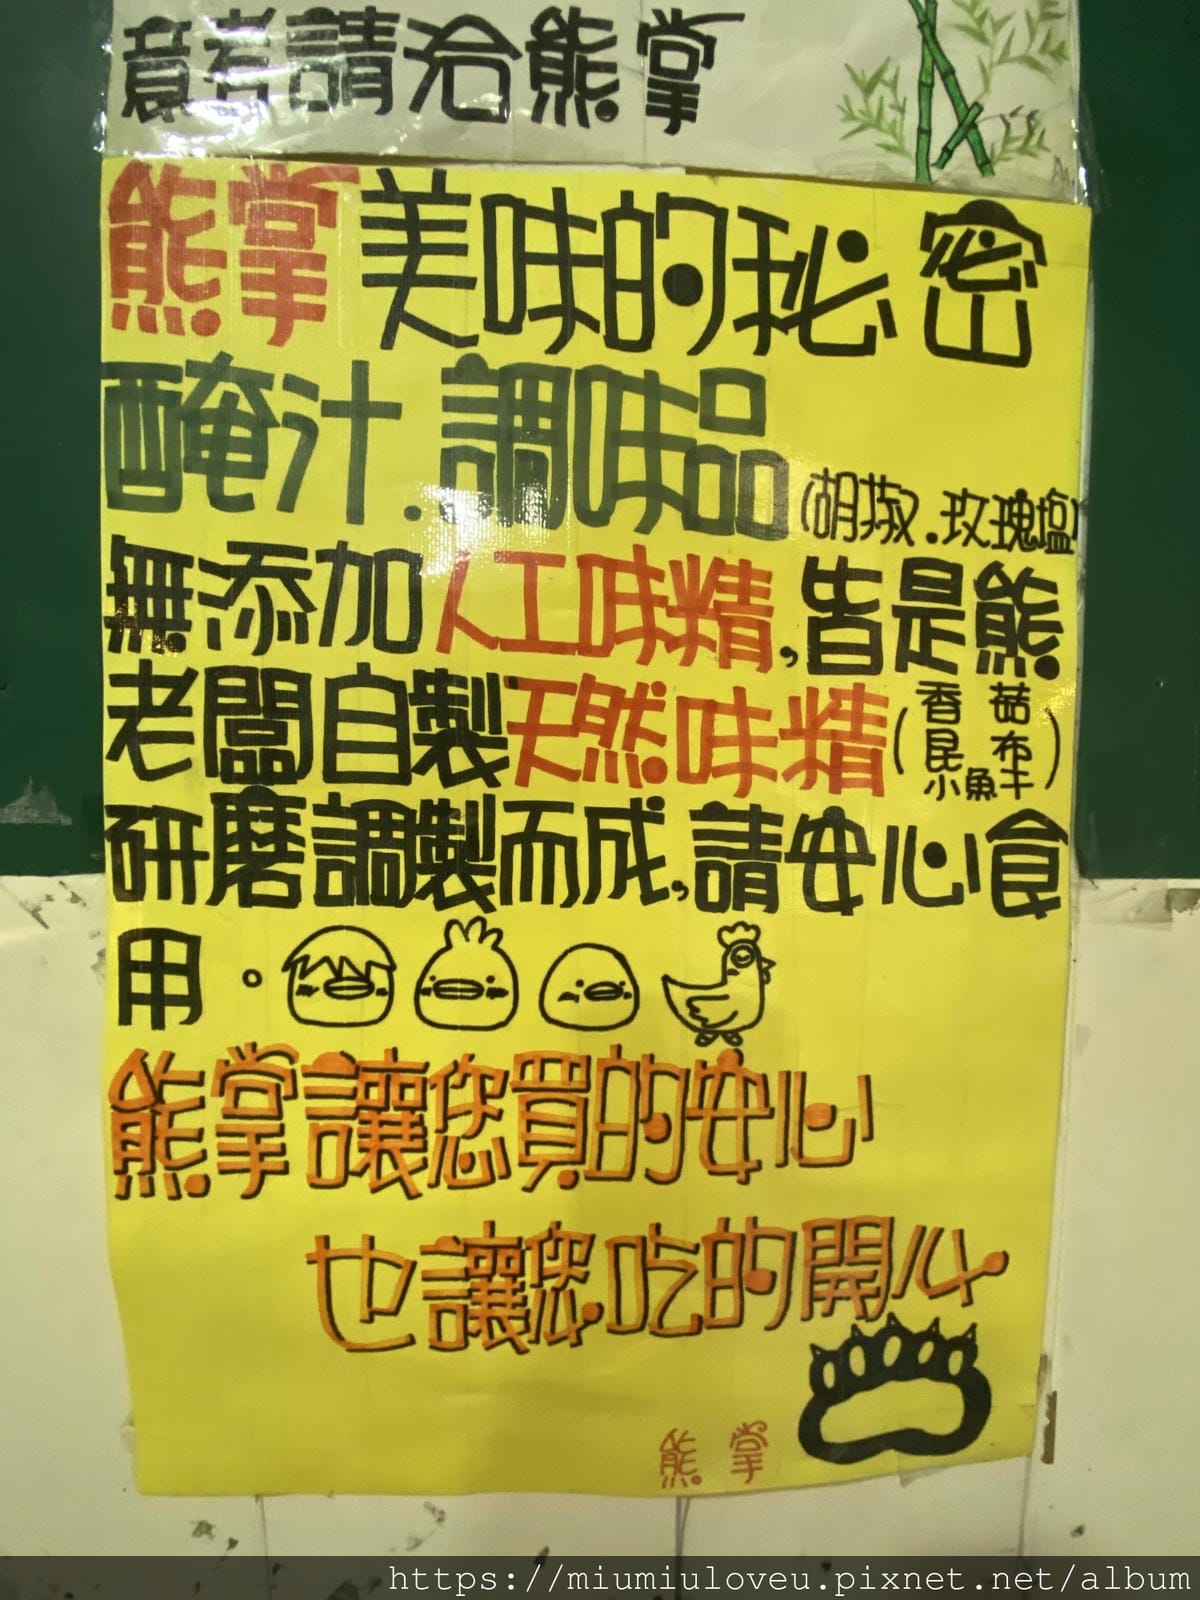 意者請洽熊掌
熊掌美味的秘密
醃汁.調味品(胡椒.玫瑰塩)
無添加人工味精,皆是熊
老闆自製天然味精(香菇昆布小魚干)
研磨調製而成,請安心食
用。
熊掌讓您買的安心
也讓您吃的開心
熊掌
https://miumiuloveu.pixnet.net/album